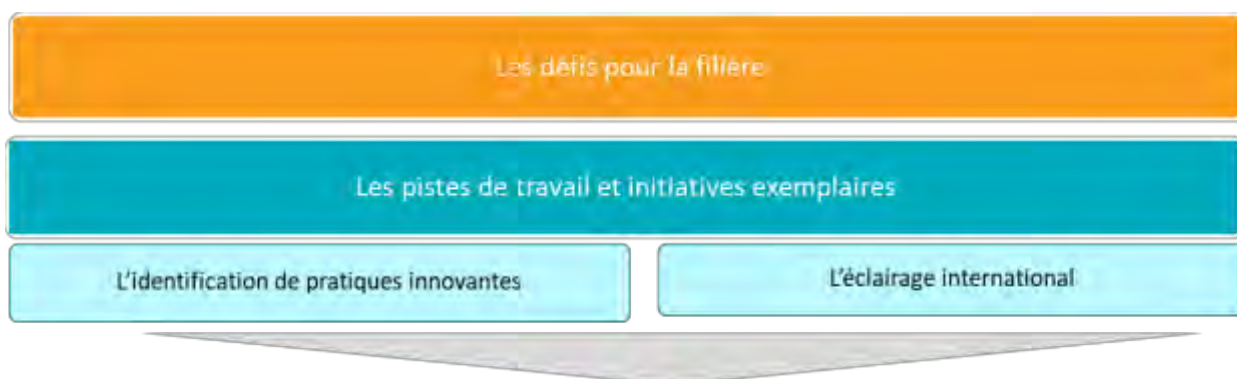 Les défis pour la filière
Les pistes de travail et initiatives exemplaires
L'identification de pratiques innovantes
L'éclairage international